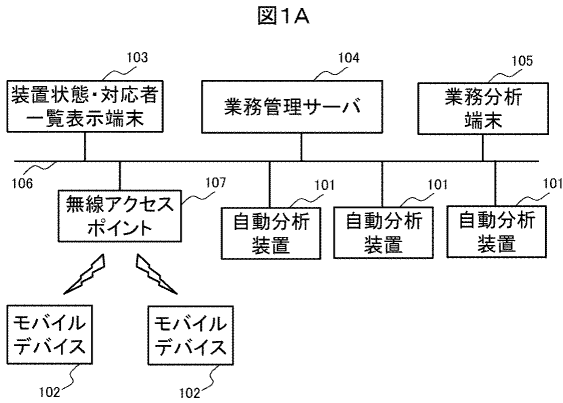 図1A
103
104
105
装置状態・対応者
一覧表示端末
業務管理サーバ
業務分析
端末
106
107
101
101
101
無線アクセス
ポイント
自動分析
装置
自動分析
装置
自動分析
装置
モバイル
デバイス
モバイル
デバイス
102
102